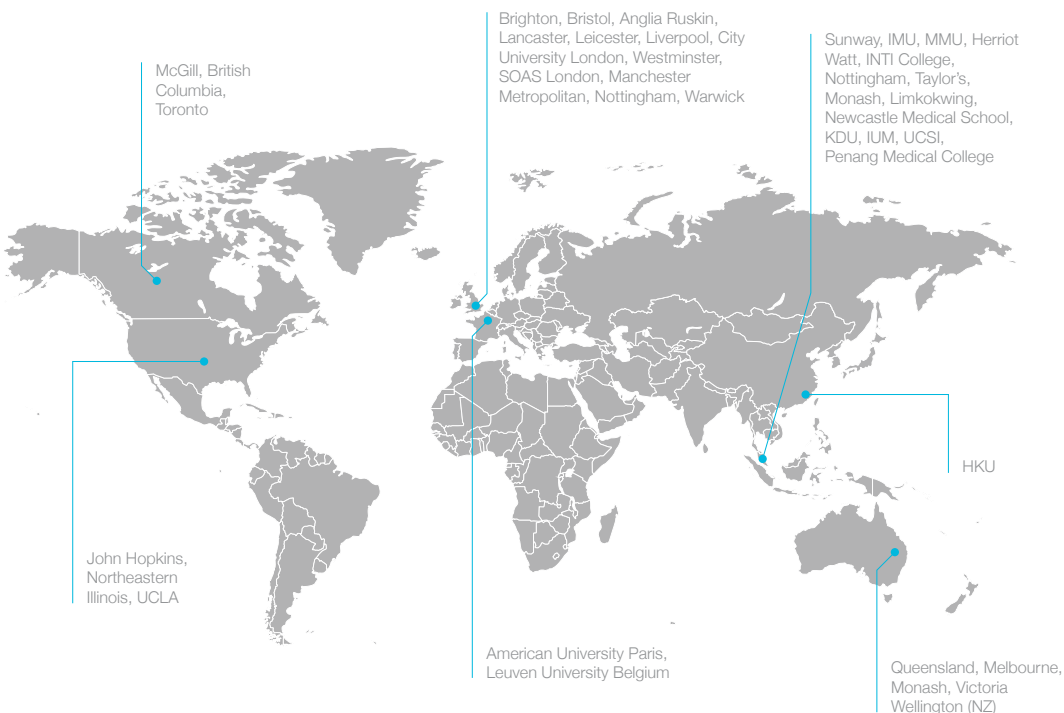 Brighton, Bristol, Anglia Ruskin,
Lancaster, Leicester, Liverpool, City
University London, Westminster,
SOAS London, Manchester
Metropolitan, Nottingham, Warwick
Sunway, IMU, MMU, Herriot
Watt, INTI College,
Nottingham, Taylor's,
Monash, Limkokwing,
Newcastle Medical School,
KDU, IUM, UCSI,
Penang Medical College
McGill, British
Columbia,
Toronto
HKU
John Hopkins,
Northeastern
Illinois, UCLA
American University Paris,
Leuven University Belgium
Queensland, Melbourne,
Monash, Victoria
Wellington (NZ)